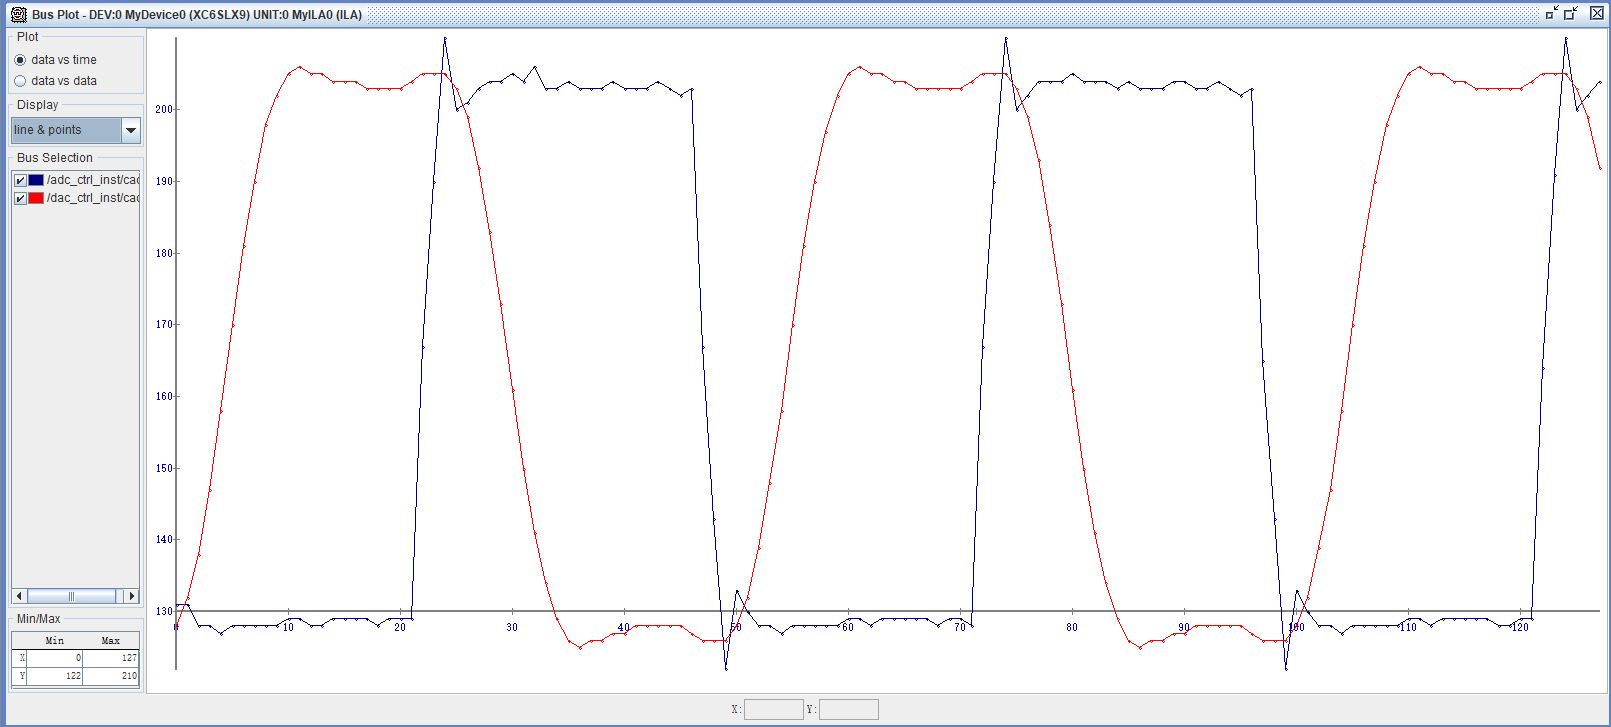 Bus Plot - DEV:0 MyDevice0 (XC6SLX9) UNIT:0 MyILA0 (ILA)
Plot
data vs time
data vs data
Display
line & points
Bus Selection
/adc_ctrl_inst/cac
/dac_ctrl_inst/cac
Min/Max
Min Max
X 0 127
Y 122 210
200
190
180
170
160
150
140
130
0 10 20 30 40 50 60 70 80 90 100 110 120
X: Y: